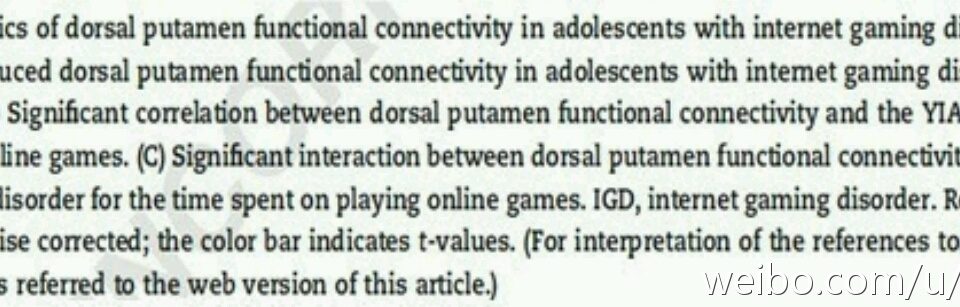 ics of dorsal putamen functional connectivity in adolescents with internet gaming di
uced dorsal putamen functional connectivity in adolescents with internet gaming dis
Significant correlation between dorsal putamen functional connectivity and the YIA
line games. (C) Significant interaction between dorsal putamen functional connectivit
disorder for the time spent on playing online games. IGD, internet gaming disorder. Re
ise corrected; the color bar indicates t-values. (For interpretation of the references to
s referred to the web version of this article.)
weibo.com/u/